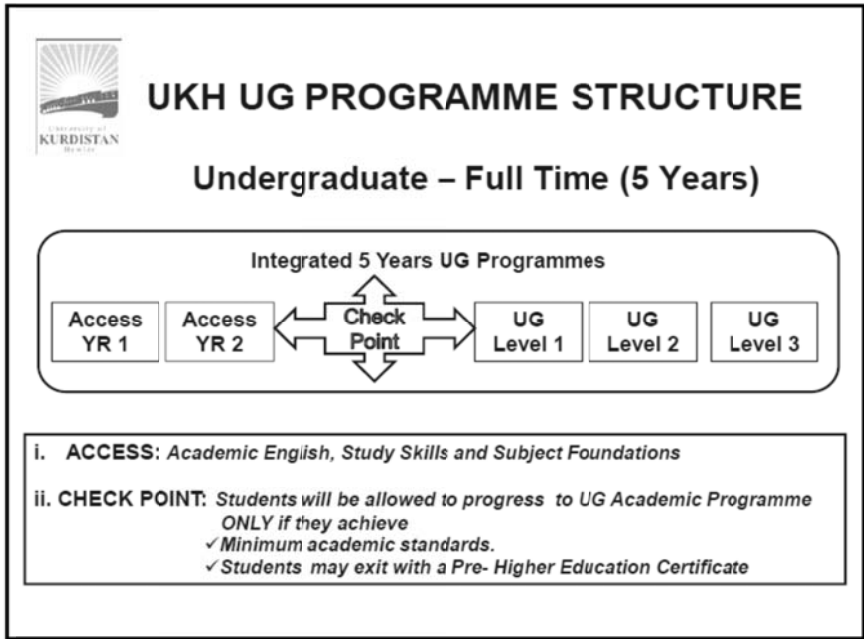 University of
KURDISTAN
Hewler
UKH UG PROGRAMME STRUCTURE
Undergraduate – Full Time (5 Years)
Integrated 5 Years UG Programmes
Access YR 1
Access YR 2
Check Point
UG Level 1
UG Level 2
UG Level 3
i. ACCESS: Academic English, Study Skills and Subject Foundations
ii. CHECK POINT: Students will be allowed to progress to UG Academic Programme
ONLY if they achieve
✓Minimum academic standards.
✓Students may exit with a Pre- Higher Education Certificate